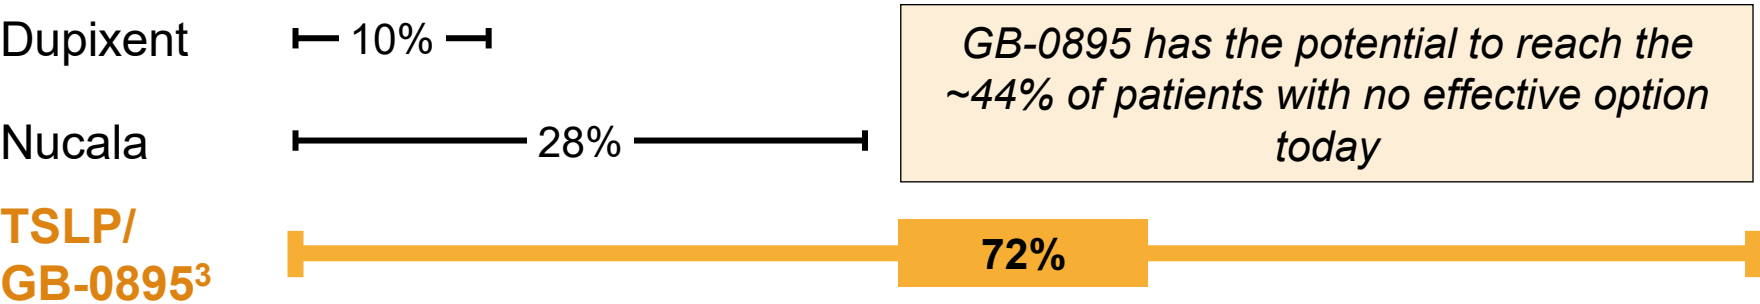 Dupixent
10%
GB-0895 has the potential to reach the
~44% of patients with no effective option
today
Nucala
28%
TSLP/
GB-0895³
72%